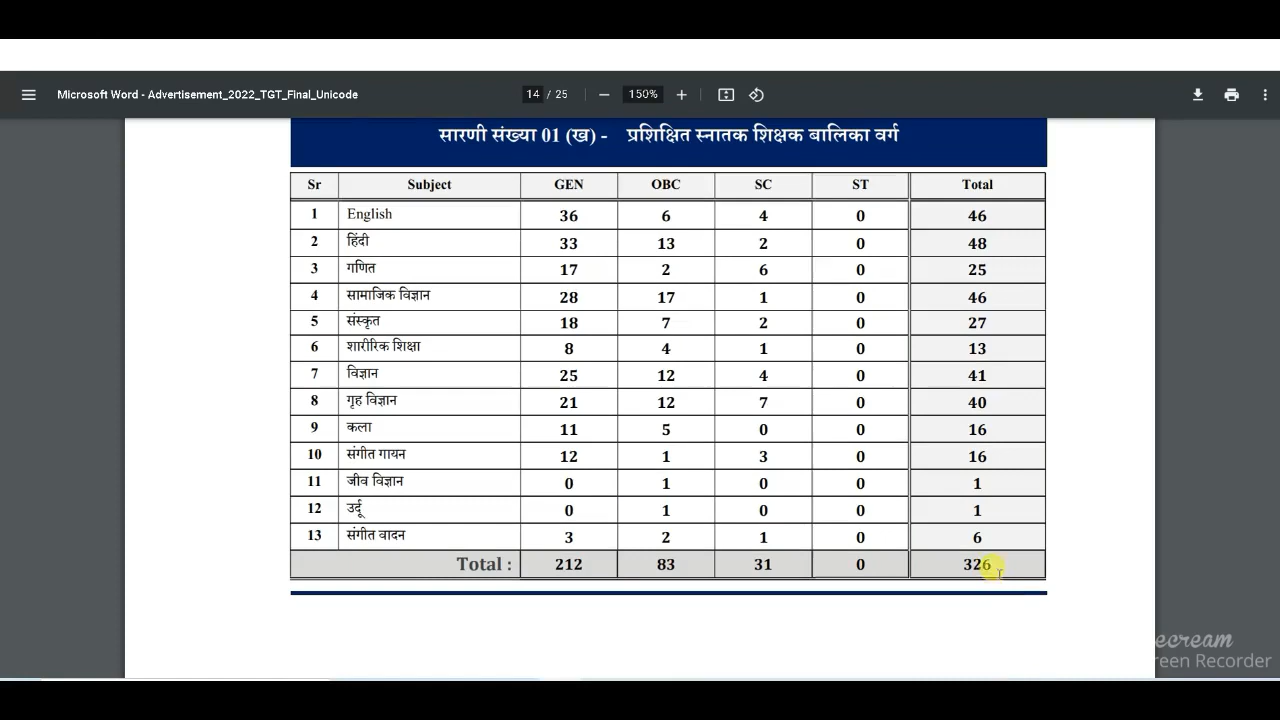 Microsoft Word - Advertisement_2022_TGT_Final_Unicode 14 / 25 150%
सारणी संख्या 01 (ख) - प्रशिक्षित स्नातक शिक्षक बालिका वर्ग
Sr Subject GEN OBC SC ST Total
1 English 36 6 4 0 46
2 हिंदी 33 13 2 0 48
3 गणित 17 2 6 0 25
4 सामाजिक विज्ञान 28 17 1 0 46
5 संस्कृत 18 7 2 0 27
6 शारीरिक शिक्षा 8 4 1 0 13
7 विज्ञान 25 12 4 0 41
8 गृह विज्ञान 21 12 7 0 40
9 कला 11 5 0 0 16
10 संगीत गायन 12 1 3 0 16
11 जीव विज्ञान 0 1 0 0 1
12 उर्दू 0 1 0 0 1
13 संगीत वादन 3 2 1 0 6
Total : 212 83 31 0 326
ecream
reen Recorder